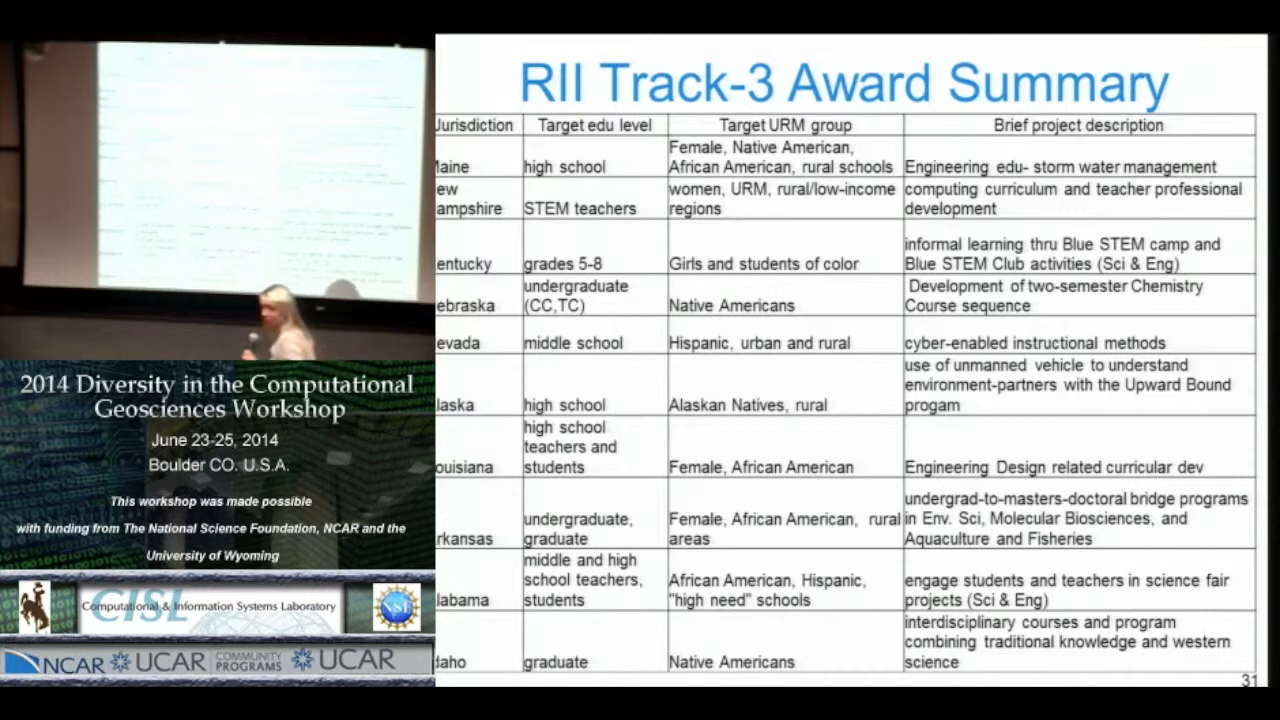 RII Track-3 Award Summary
Jurisdiction Target edu level Target URM group Brief project description
Female, Native American,
aine high school African American, rural schools Engineering edu- storm water management
ew women, URM, rural/low-income computing curriculum and teacher professional
ampshire STEM teachers regions development
informal learning thru Blue STEM camp and
entucky grades 5-8 Girls and students of color Blue STEM Club activities (Sci & Eng)
undergraduate Development of two-semester Chemistry
ebraska (CC,TC) Native Americans Course sequence
evada middle school Hispanic, urban and rural cyber-enabled instructional methods
use of unmanned vehicle to understand
environment-partners with the Upward Bound
laska high school Alaskan Natives, rural progam
high school
teachers and
ouisiana students Female, African American Engineering Design related curricular dev
undergrad-to-masters-doctoral bridge programs
undergraduate, Female, African American, rural in Env. Sci, Molecular Biosciences, and
rkansas graduate areas Aquaculture and Fisheries
middle and high
school teachers, African American, Hispanic, engage students and teachers in science fair
labama students "high need" schools projects (Sci & Eng)
interdisciplinary courses and program
combining traditional knowledge and western
daho graduate Native Americans science
31
2014 Diversity in the Computational
Geosciences Workshop
June 23-25, 2014
Boulder CO. U.S.A.
This workshop was made possible
with funding from The National Science Foundation, NCAR and the
University of Wyoming
CISL
Computational & Information Systems Laboratory
NSF
NCAR UCAR COMMUNITY PROGRAMS UCAR